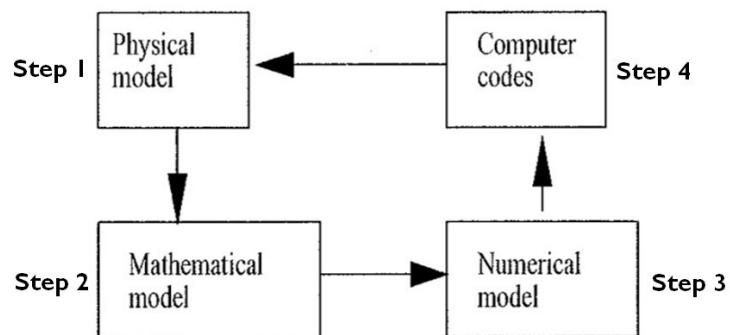 Step 1
Physical
model
Computer
codes
Step 4
Step 2
Mathematical
model
Numerical
model
Step 3